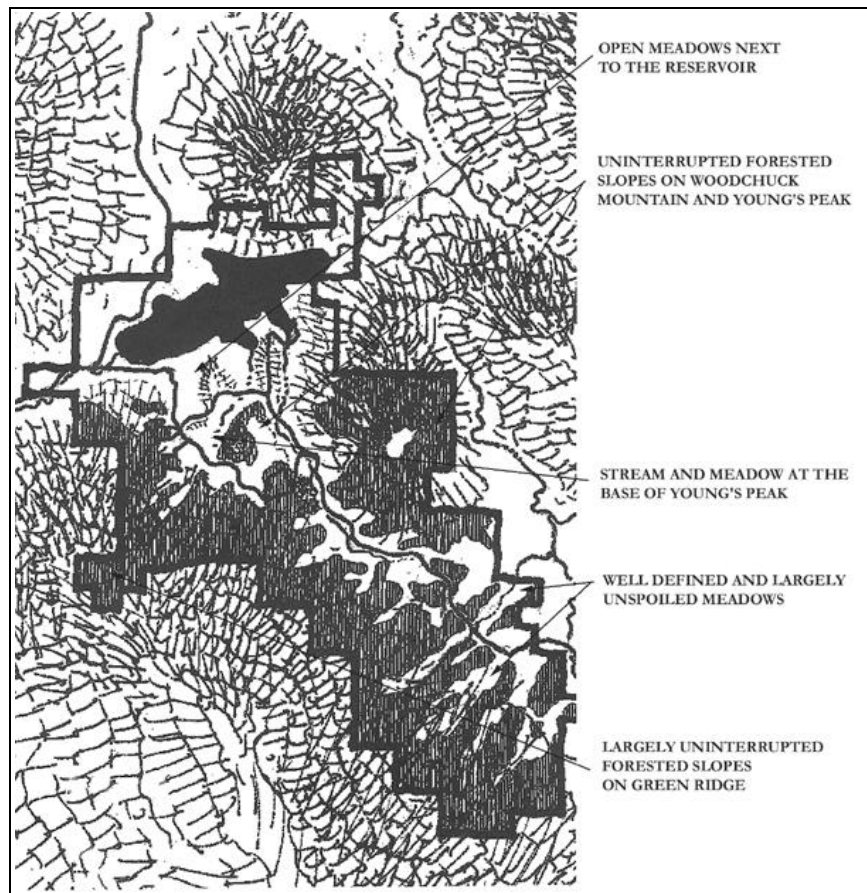 OPEN MEADOWS NEXT
TO THE RESERVOIR
UNINTERRUPTED FORESTED
SLOPES ON WOODCHUCK
MOUNTAIN AND YOUNG'S PEAK
STREAM AND MEADOW AT THE
BASE OF YOUNG'S PEAK
WELL DEFINED AND LARGELY
UNSPOILED MEADOWS
LARGELY UNINTERRUPTED
FORESTED SLOPES
ON GREEN RIDGE